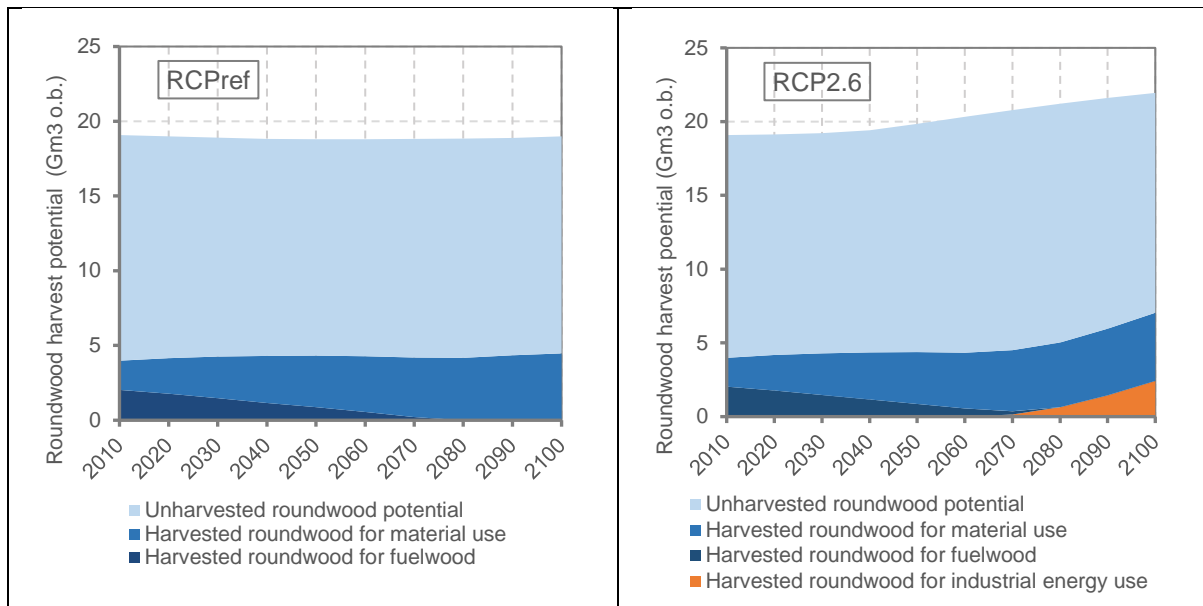 25
20
15
10
5
0
Roundwood harvest potential (Gm3 o.b.)
RCPref
2010
2020
2030
2040
2050
2060
2070
2080
2090
2100
Unharvested roundwood potential
Harvested roundwood for material use
Harvested roundwood for fuelwood
25
20
15
10
5
0
Roundwood harvest poential (Gm3 o.b.)
RCP2.6
2010
2020
2030
2040
2050
2060
2070
2080
2090
2100
Unharvested roundwood potential
Harvested roundwood for material use
Harvested roundwood for fuelwood
Harvested roundwood for industrial energy use